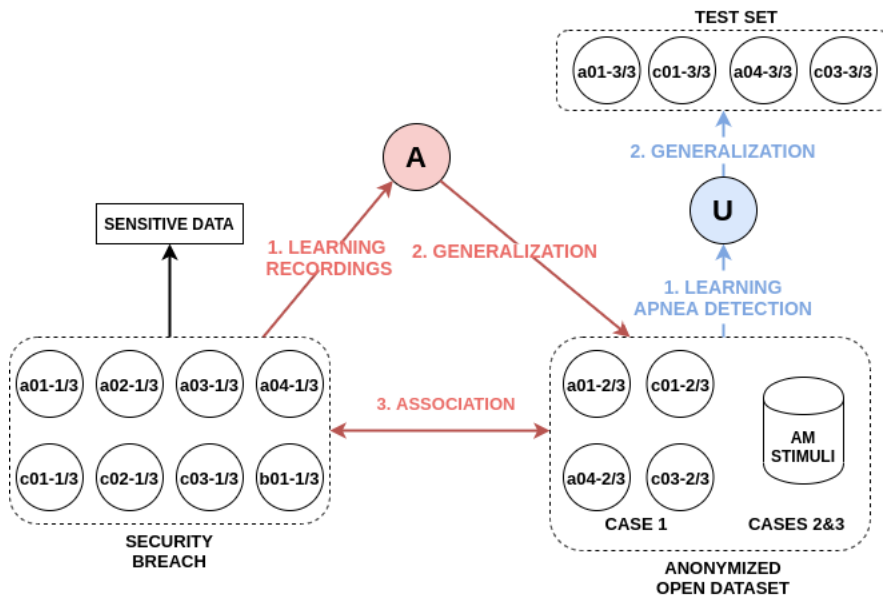 TEST SET
a01-3/3 c01-3/3 a04-3/3 c03-3/3
2. GENERALIZATION
A
U
SENSITIVE DATA
1. LEARNING
RECORDINGS
2. GENERALIZATION
1. LEARNING
APNEA DETECTION
a01-1/3 a02-1/3 a03-1/3 a04-1/3
c01-1/3 c02-1/3 c03-1/3 b01-1/3
3. ASSOCIATION
a01-2/3 c01-2/3
a04-2/3 c03-2/3
AM
STIMULI
CASE 1
CASES 2&3
SECURITY
BREACH
ANONYMIZED
OPEN DATASET